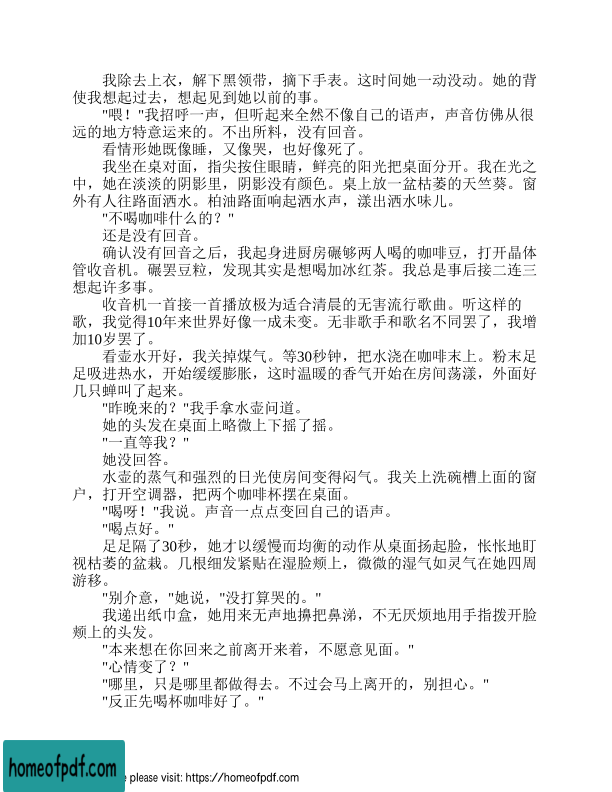 我除去上衣，解下黑领带，摘下手表。这时间她一动没动。她的背
使我想起过去，想起见到她以前的事。
"喂！"我招呼一声，但听起来全然不像自己的语声，声音仿佛从很
远的地方特意运来的。不出所料，没有回音。
看情形她既像睡，又像哭，也好像死了。
我坐在桌对面，指尖按住眼睛，鲜亮的阳光把桌面分开。我在光之
中，她在淡淡的阴影里，阴影没有颜色。桌上放一盆枯萎的天竺葵。窗
外有人往路面洒水。柏油路面响起洒水声，漾出洒水味儿。
"不喝咖啡什么的？"
还是没有回音。
确认没有回音之后，我起身进厨房碾够两人喝的咖啡豆，打开晶体
管收音机。碾罢豆粒，发现其实是想喝加冰红茶。我总是事后接二连三
想起许多事。
收音机一首接一首播放极为适合清晨的无害流行歌曲。听这样的
歌，我觉得10年来世界好像一成未变。无非歌手和歌名不同罢了，我增
加10岁罢了。
看壶水开好，我关掉煤气。等30秒钟，把水浇在咖啡末上。粉末足
足吸进热水，开始缓缓膨胀，这时温暖的香气开始在房间荡漾，外面好
几只蝉叫了起来。
"昨晚来的？"我手拿水壶问道。
她的头发在桌面上略微上下摇了摇。
"一直等我？"
她没回答。
水壶的蒸气和强烈的日光使房间变得闷气。我关上洗碗槽上面的窗
户，打开空调器，把两个咖啡杯摆在桌面。
"喝呀！"我说。声音一点点变回自己的语声。
"喝点好。"
足足隔了30秒，她才以缓慢而均衡的动作从桌面扬起脸，怅怅地盯
视枯萎的盆栽。几根细发紧贴在湿脸颊上，微微的湿气如灵气在她四周
游移。
"别介意，"她说，"没打算哭的。"
我递出纸巾盒，她用来无声地擤把鼻涕，不无厌烦地用手指拨开脸
颊上的头发。
"本来想在你回来之前离开来着，不愿意见面。"
"心情变了？"
"哪里，只是哪里都做得去。不过会马上离开的，别担心。"
"反正先喝杯咖啡好了。"
homeofpdf.com
e please visit: https://homeofpdf.com